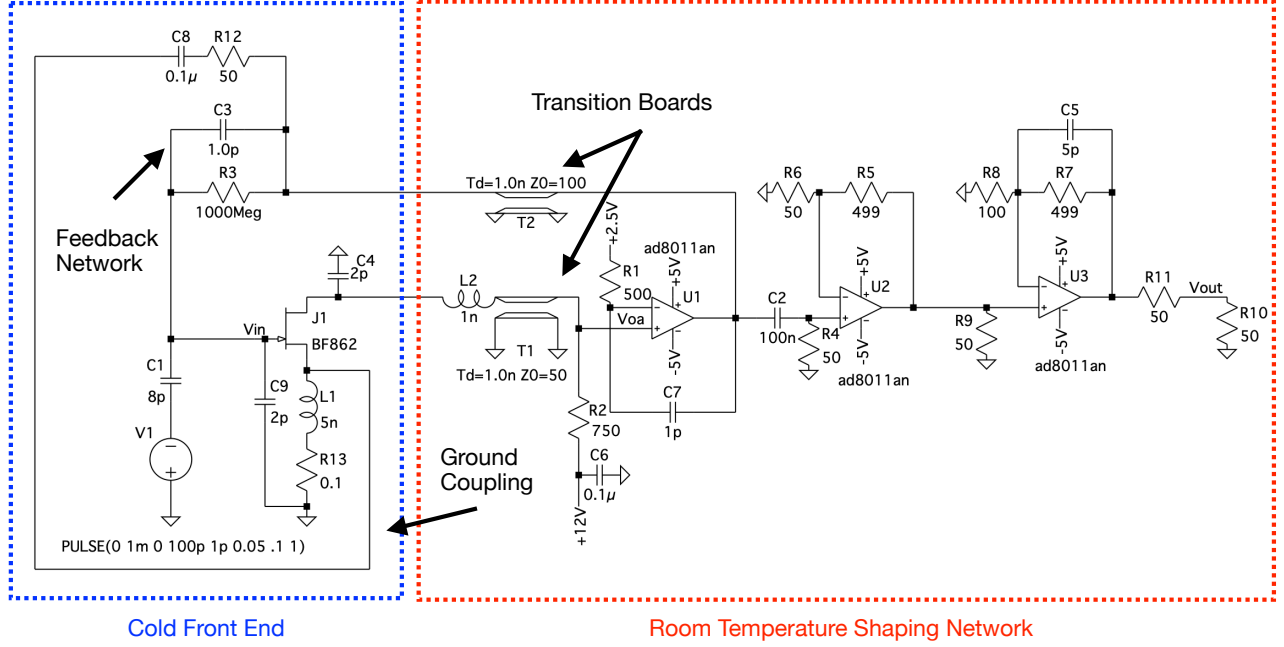 C8
R12
0.1µ
50
C3
1.0p
R3
1000Meg
Feedback
Network
C4
2p
J1
BF862
Vin
C1
8p
C9
2p
L1
5n
V1
R13
0.1
PULSE(0 1m 0 100p 1p 0.05 .1 1)
Ground
Coupling
Transition Boards
Td=1.0n Z0=100
T2
L2
1n
T1
Td=1.0n Z0=50
+2.5V
R1
500
ad8011an
+5V
U1
Voa
-5V
C7
1p
R2
750
C6
0.1µ
+12V
C2
100n
R4
50
R6
50
R5
499
+5V
U2
-5V
ad8011an
R9
50
C5
5p
R8
100
R7
499
+5V
U3
-5V
ad8011an
R11
50
Vout
R10
50
Cold Front End
Room Temperature Shaping Network